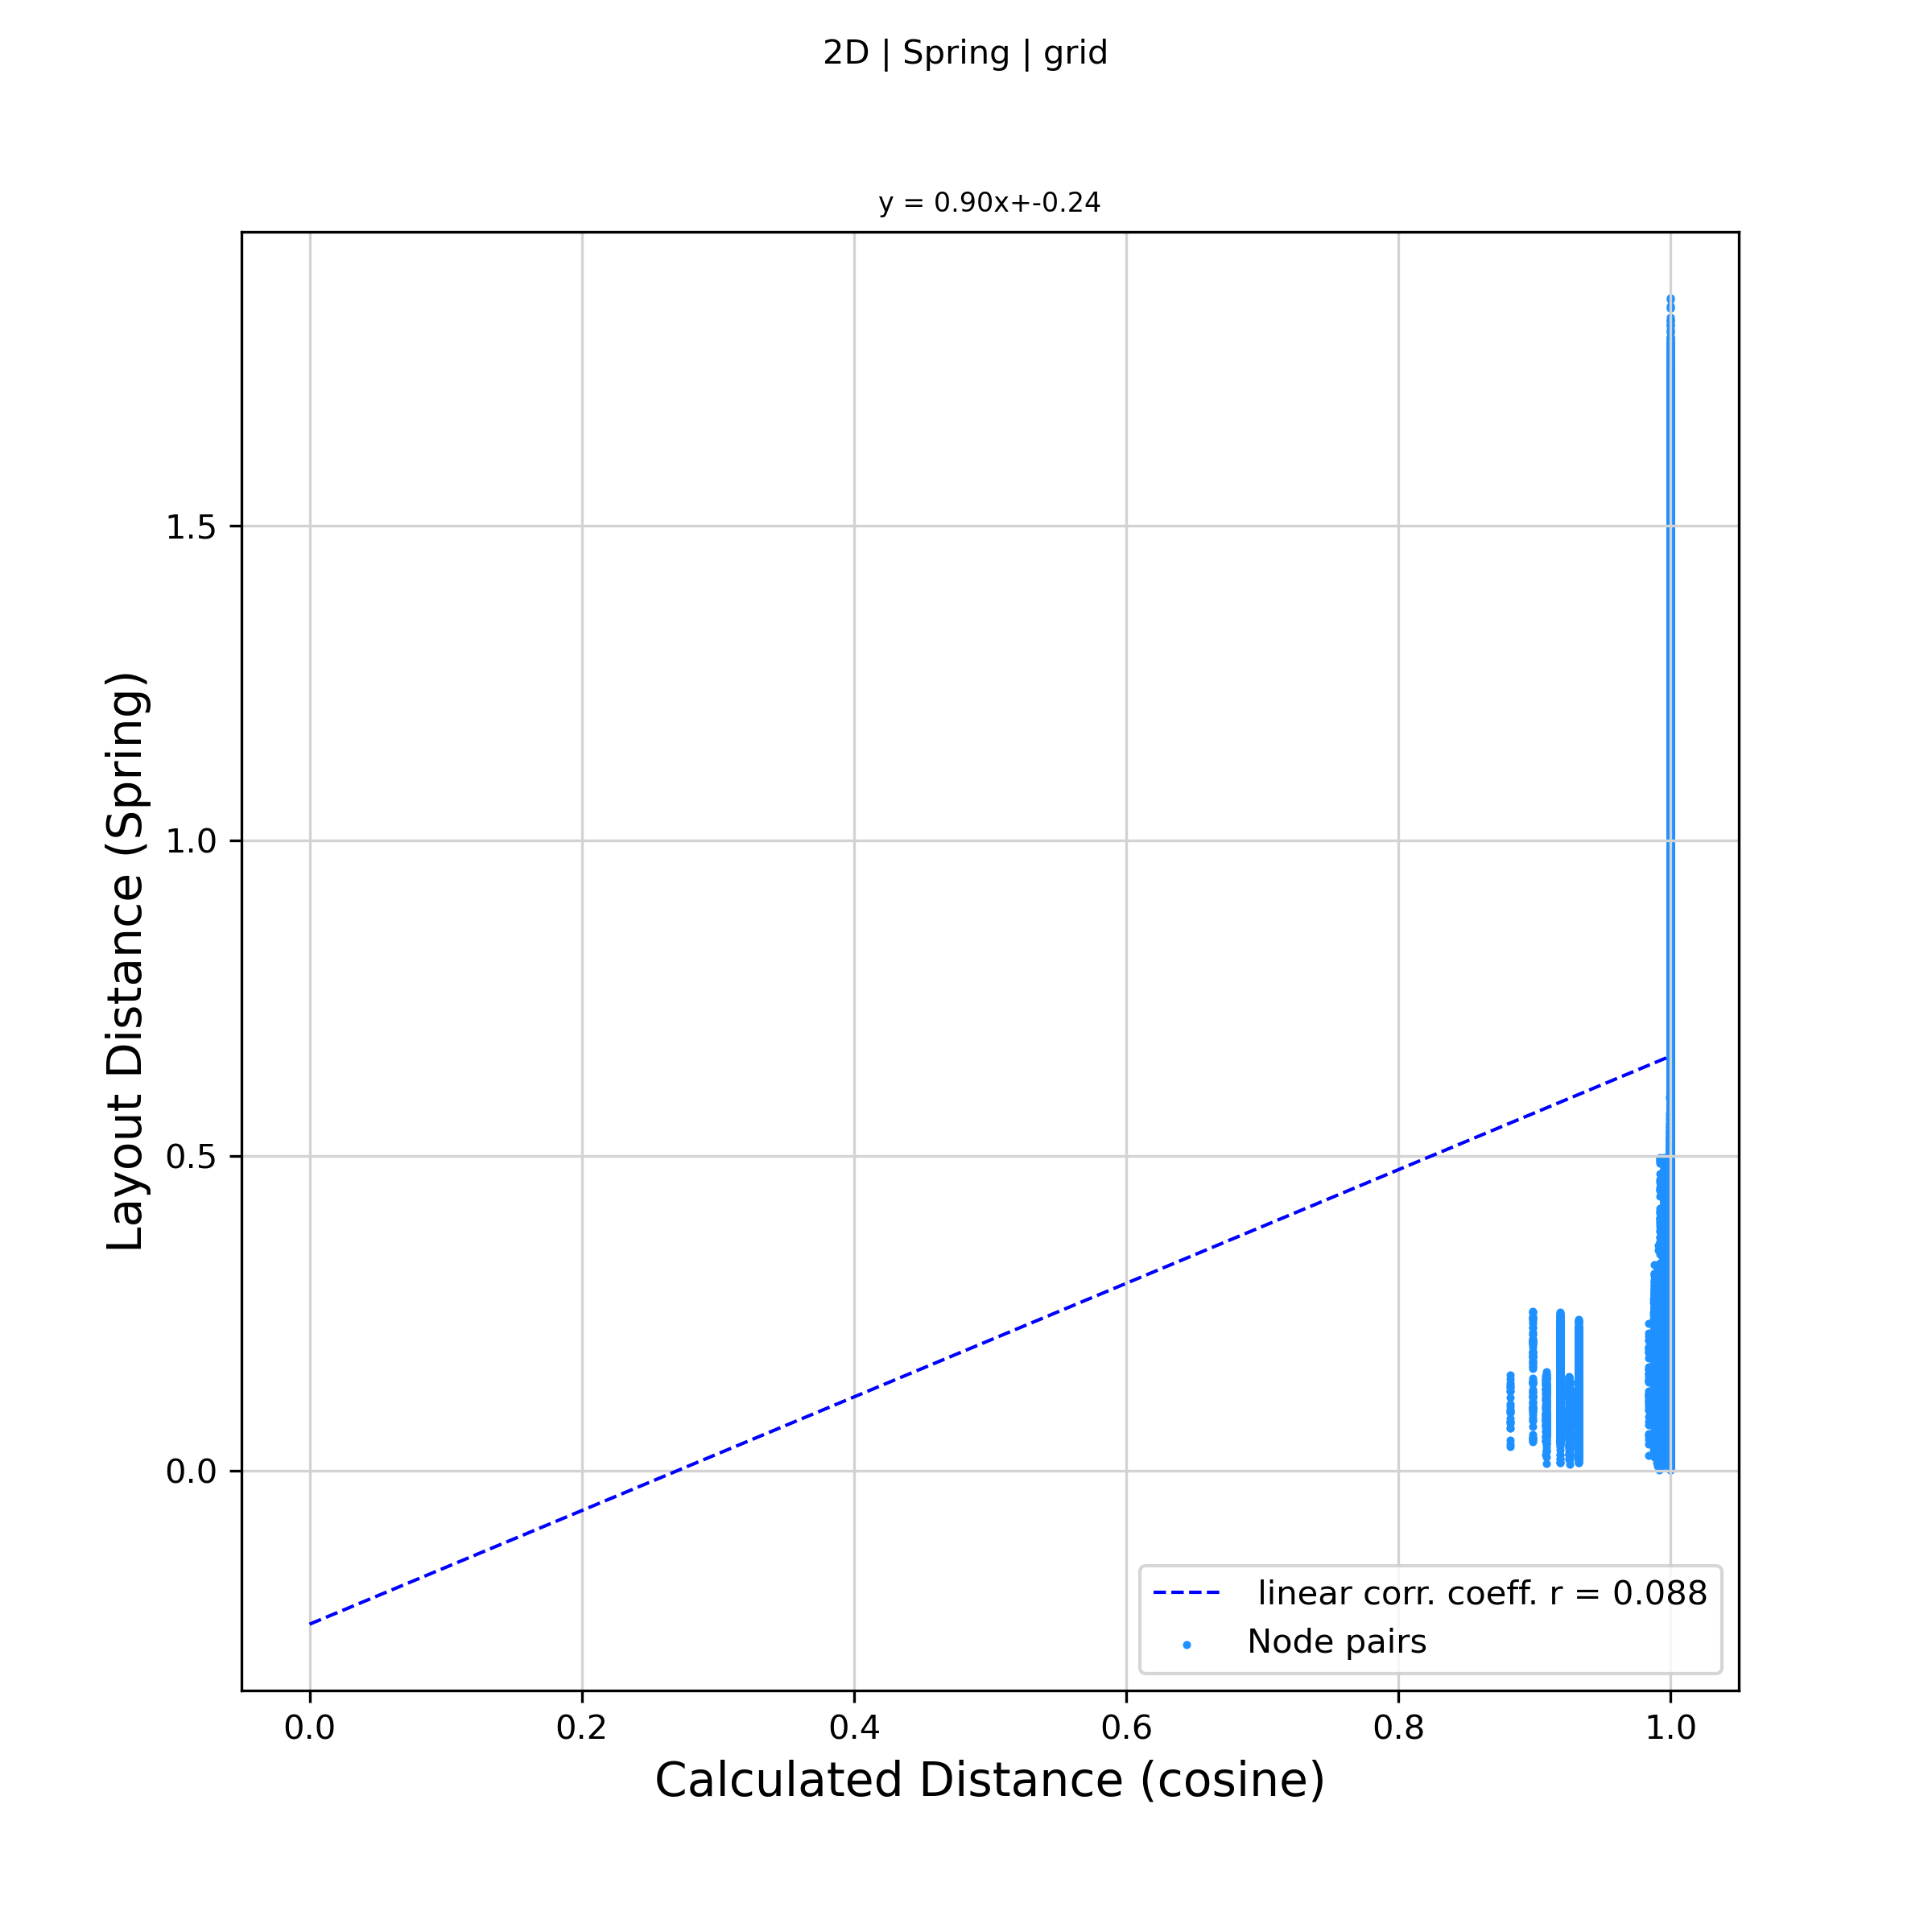 2D | Spring | grid
y = 0.90x+-0.24
Layout Distance (Spring)
1.5
1.0
0.5
0.0
linear corr. coeff. r = 0.088
Node pairs
0.0 0.2 0.4 0.6 0.8 1.0
Calculated Distance (cosine)